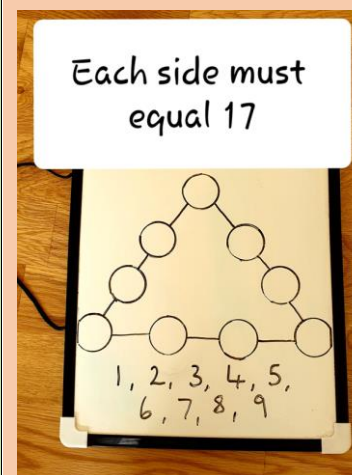 Each side must
equal 17
1, 2, 3, 4, 5,
6, 7, 8, 9